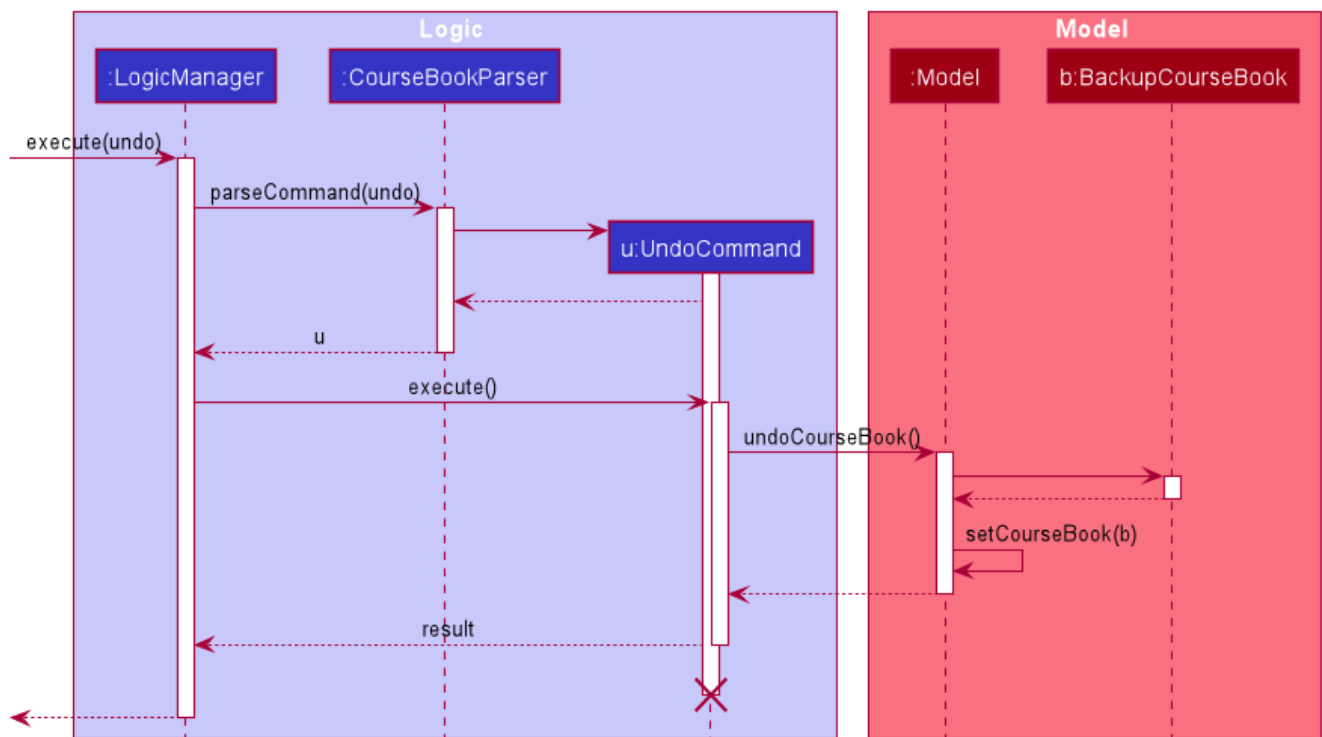 Logic
Model
:LogicManager
:CourseBookParser
:Model
b:BackupCourseBook
execute(undo)
parseCommand(undo)
u:UndoCommand
u
execute()
undoCourseBook()
setCourseBook(b)
result